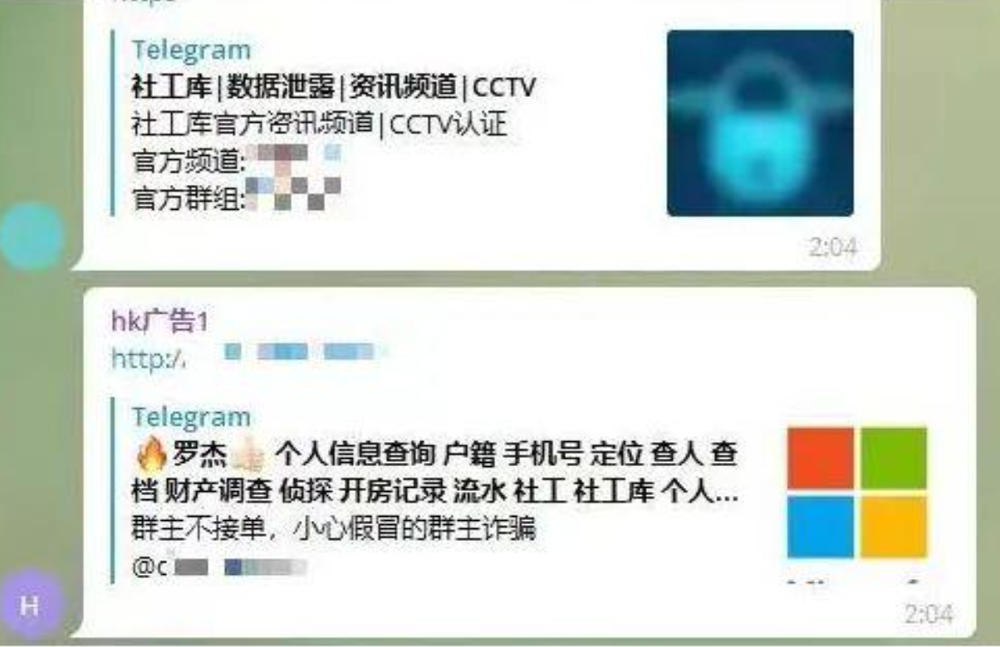 Telegram
社工库|数据泄露|资讯频道|CCTV
社工库官方咨讯频道|CCTV认证
官方频道:
官方群组:
2:04
hk广告1
http:/
Telegram
🔥罗杰👍 个人信息查询 户籍 手机号 定位 查人 查
档 财产调查 侦探 开房记录 流水 社工 社工库 个人...
群主不接单，小心假冒的群主诈骗
@c
H
2:04